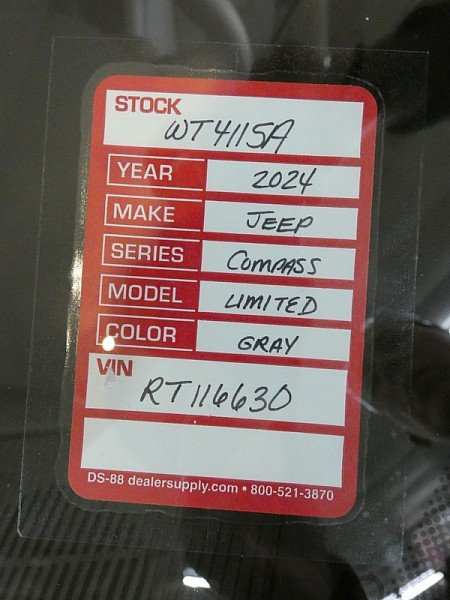 STOCK
WT4115A
YEAR 2024
MAKE JEEP
SERIES COMPASS
MODEL LIMITED
COLOR GRAY
VIN
RT116630
DS-88 dealersupply.com • 800-521-3870